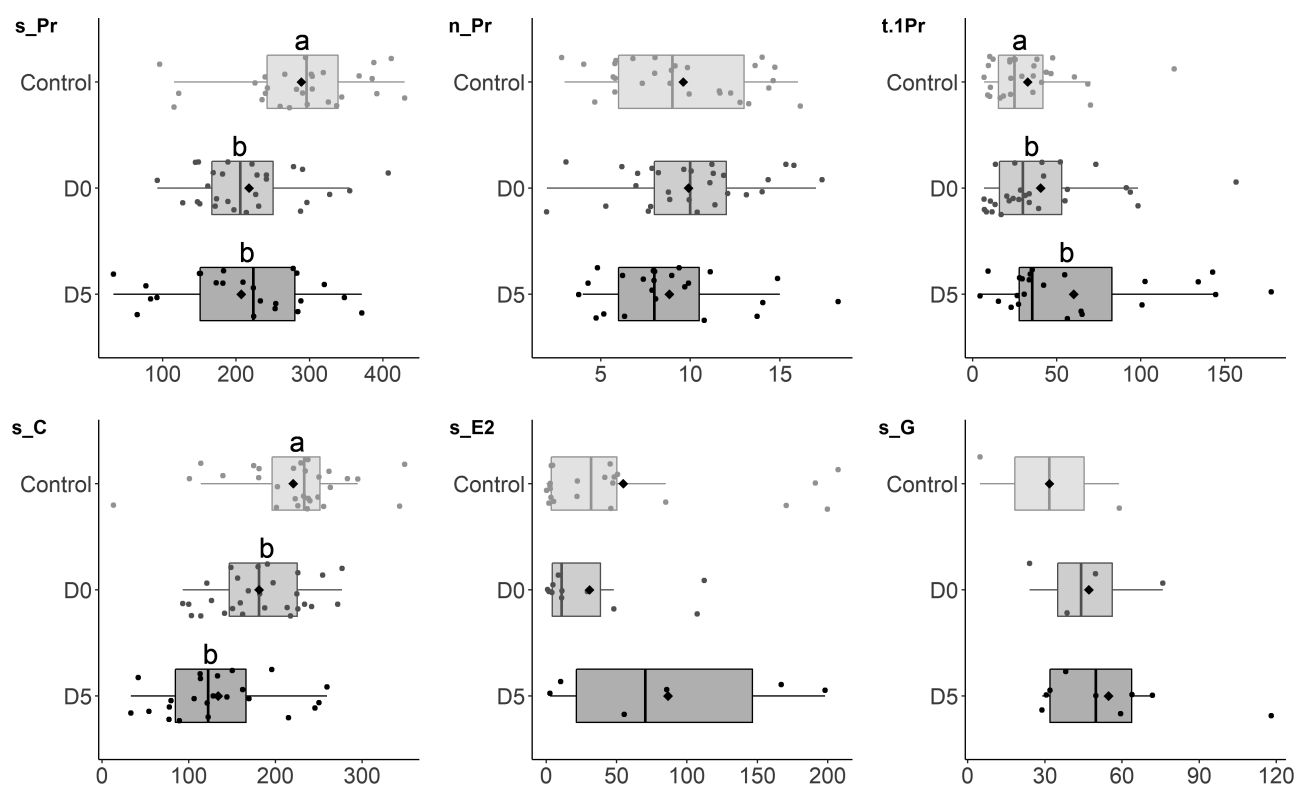 s_Pr
a
Control
b
D0
b
D5
100 200 300 400
n_Pr
Control
D0
D5
5 10 15
t.1Pr
a
Control
b
D0
b
D5
0 50 100 150
s_C
a
Control
b
D0
b
D5
0 100 200 300
s_E2
Control
D0
D5
0 50 100 150 200
s_G
Control
D0
D5
0 30 60 90 120